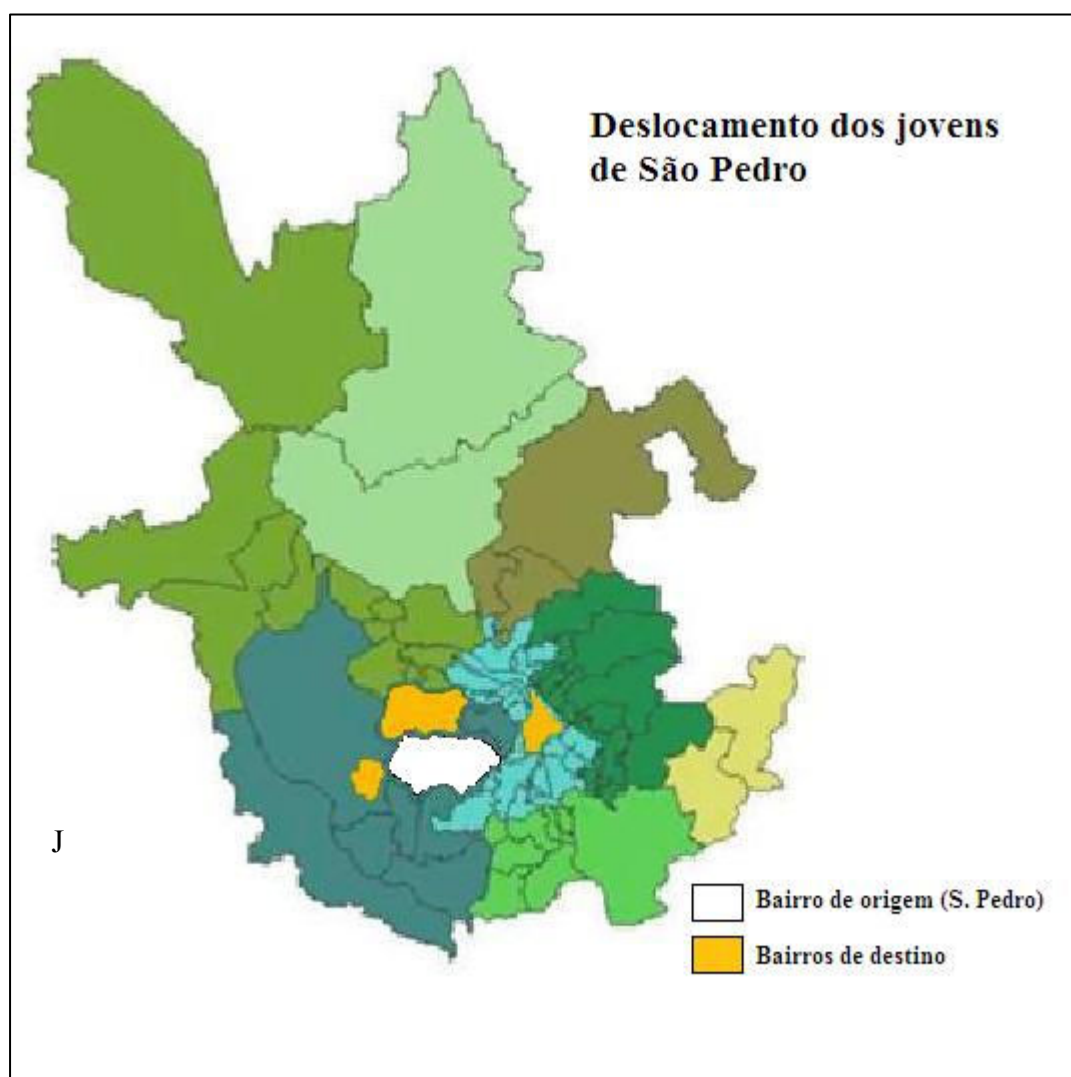 Deslocamento dos jovens
de São Pedro
J
Bairro de origem (S. Pedro)
Bairros de destino